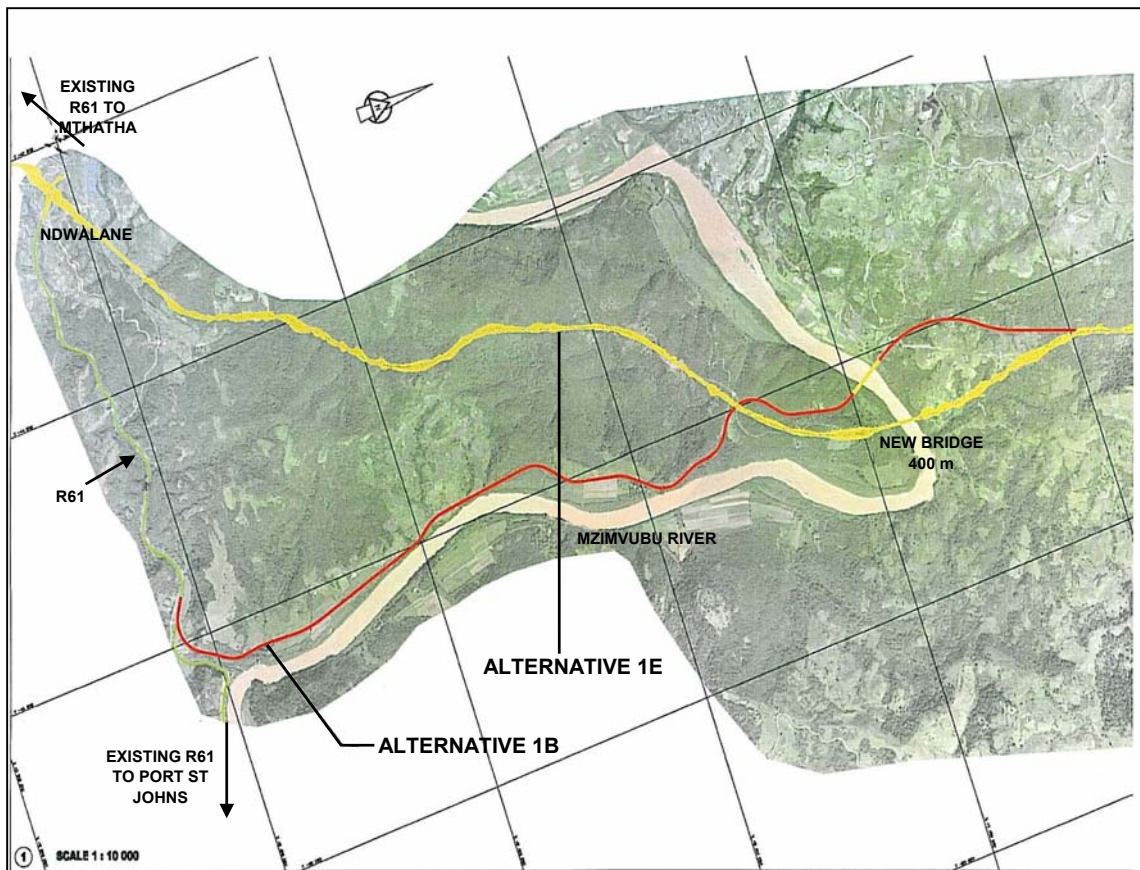 EXISTING
R61 TO
MTHATHA
N
NDWALANE
R61
NEW BRIDGE
400 m
MZIMVUBU RIVER
ALTERNATIVE 1E
ALTERNATIVE 1B
EXISTING R61
TO PORT ST
JOHNS
1
SCALE 1 : 10 000